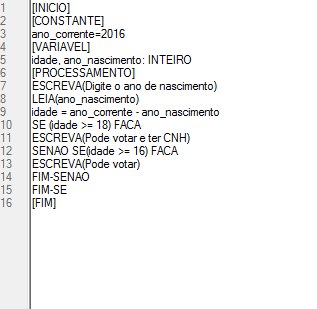 1 [INICIO]
2 [CONSTANTE]
3 ano_corrente=2016
4 [VARIAVEL]
5 idade, ano_nascimento: INTEIRO
6 [PROCESSAMENTO]
7 ESCREVA(Digite o ano de nascimento)
8 LEIA(ano_nascimento)
9 idade = ano_corrente - ano_nascimento
10 SE (idade >= 18) FACA
11 ESCREVA(Pode votar e ter CNH)
12 SENAO SE(idade >= 16) FACA
13 ESCREVA(Pode votar)
14 FIM-SENAO
15 FIM-SE
16 [FIM]